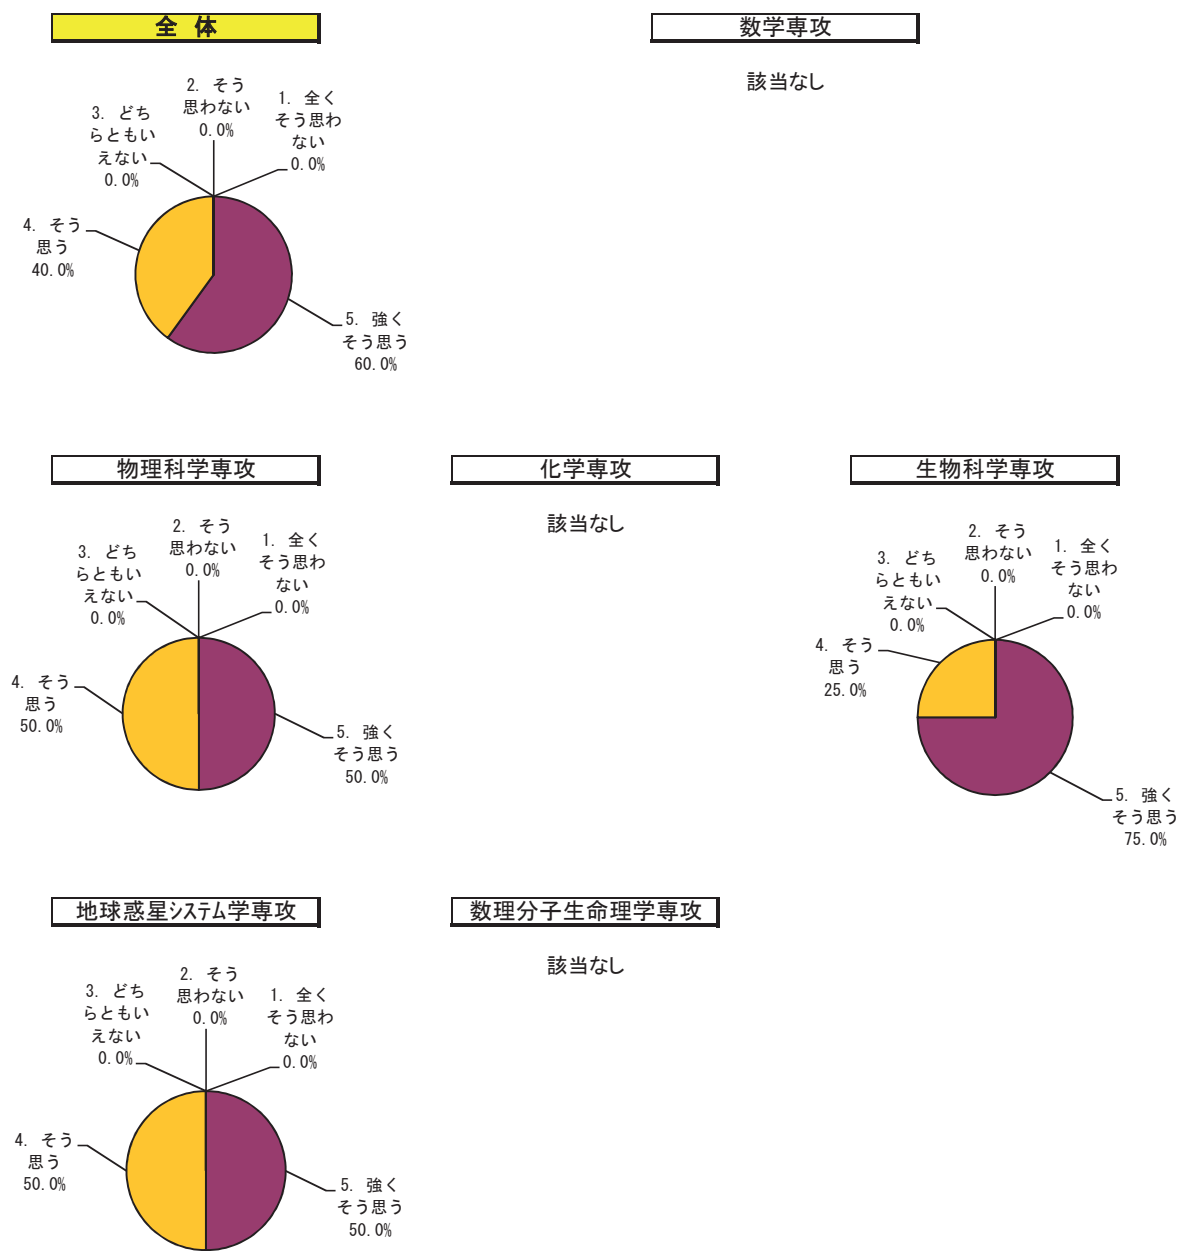 全 体
数学専攻
該当なし
2. そう
思わない
0.0%
1. 全く
そう思わ
ない
0.0%
3. どち
らともい
えない
0.0%
4. そう
思う
40.0%
5. 強く
そう思う
60.0%
物理科学専攻
化学専攻
生物科学専攻
2. そう
思わない
0.0%
1. 全く
そう思わ
ない
0.0%
3. どち
らともい
えない
0.0%
4. そう
思う
50.0%
5. 強く
そう思う
50.0%
該当なし
2. そう
思わない
0.0%
1. 全く
そう思わ
ない
0.0%
3. どち
らともい
えない
0.0%
4. そう
思う
25.0%
5. 強く
そう思う
75.0%
地球惑星システム学専攻
数理分子生命理学専攻
2. そう
思わない
0.0%
1. 全く
そう思わ
ない
0.0%
3. どち
らともい
えない
0.0%
4. そう
思う
50.0%
5. 強く
そう思う
50.0%
該当なし